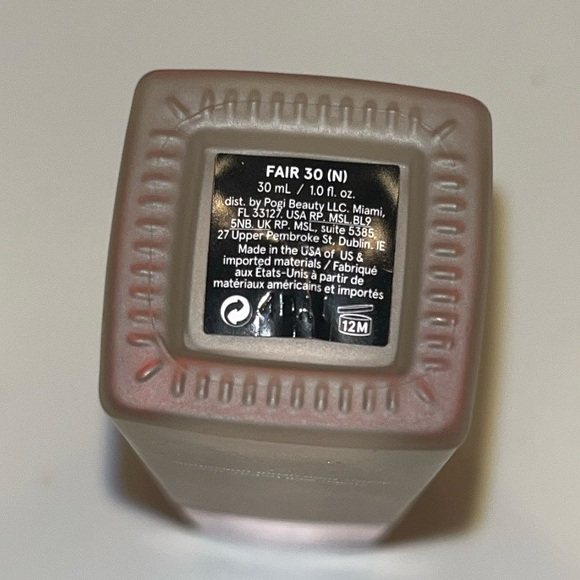 FAIR 30 (N)
30 mL / 1.0 fl. oz.
dist. by Pogi Beauty LLC. Miami,
FL 33127. USA RP. MSL.BL9
5NB. UK RP. MSL, suite 5385,
27 Upper Pembroke St, Dublin. IE
Made in the USA of US &
imported materials / Fabriqué
aux États-Unis à partir de
matériaux américains et importés
12M